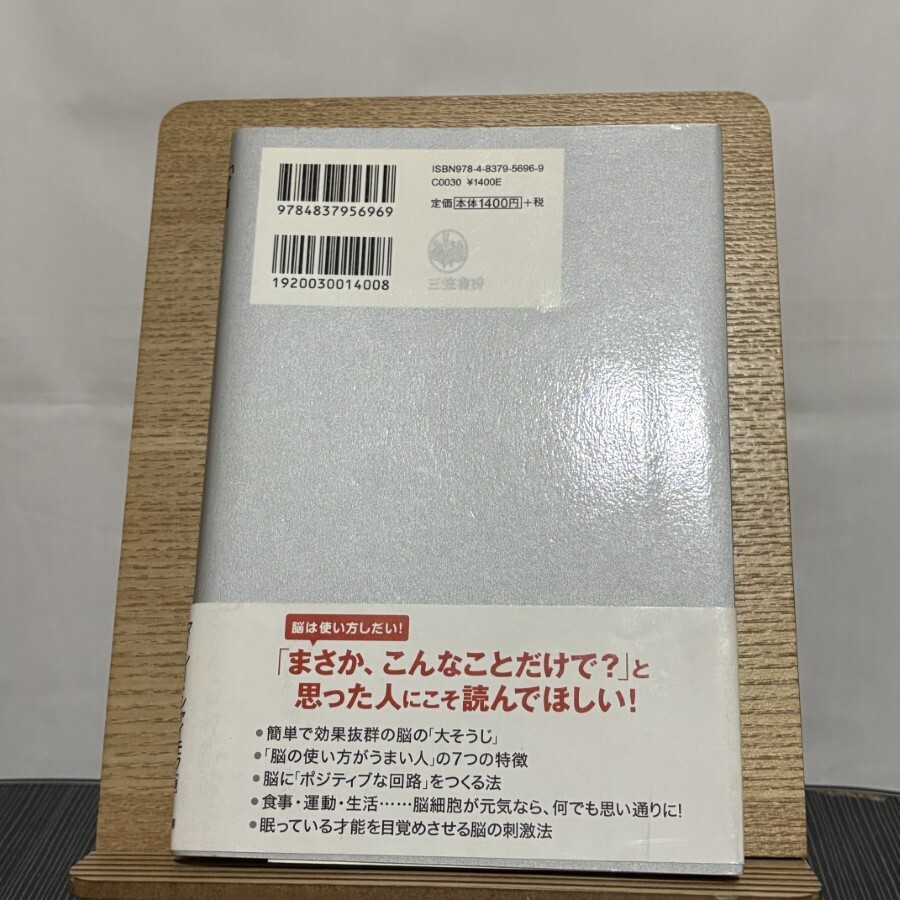 ISBN978-4-8379-5696-9
C0030 ¥1400E
定価 本体1400円 +税
9784837956969
1920030014008
三笠書房
脳は使い方しだい!
「まさか、こんなことだけで?」と
思った人にこそ読んでほしい!
●簡単で効果抜群の脳の「大そうじ」
●「脳の使い方がうまい人」の7つの特徴
●脳に「ポジティブな回路」をつくる法
●食事・運動・生活……脳細胞が元気なら、何でも思い通りに!
●眠っている才能を目覚めさせる脳の刺激法